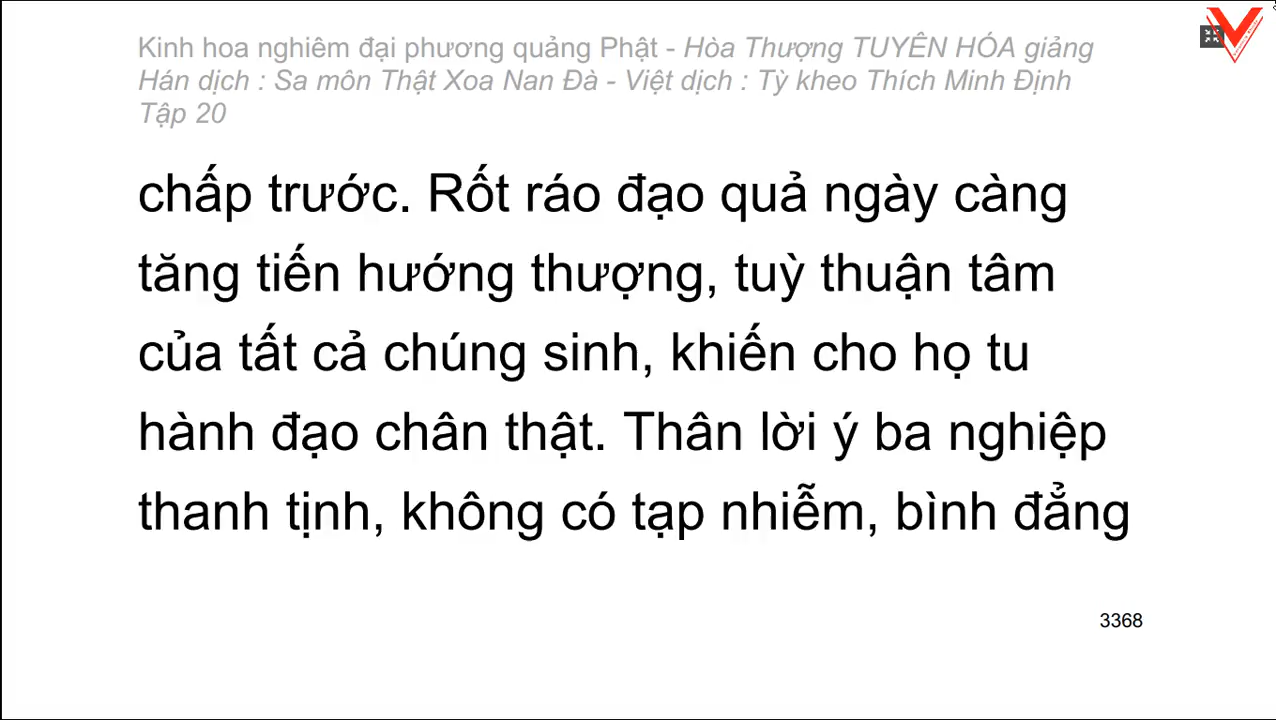 Kinh hoa nghiêm đại phương quảng Phật - Hòa Thượng TUYÊN HÓA giảng
Hán dịch : Sa môn Thật Xoa Nan Đà - Việt dịch : Tỳ kheo Thích Minh Định
Tập 20
chấp trước. Rốt ráo đạo quả ngày càng
tăng tiến hướng thượng, tuỳ thuận tâm
của tất cả chúng sinh, khiến cho họ tu
hành đạo chân thật. Thân lời ý ba nghiệp
thanh tịnh, không có tạp nhiễm, bình đẳng
3368